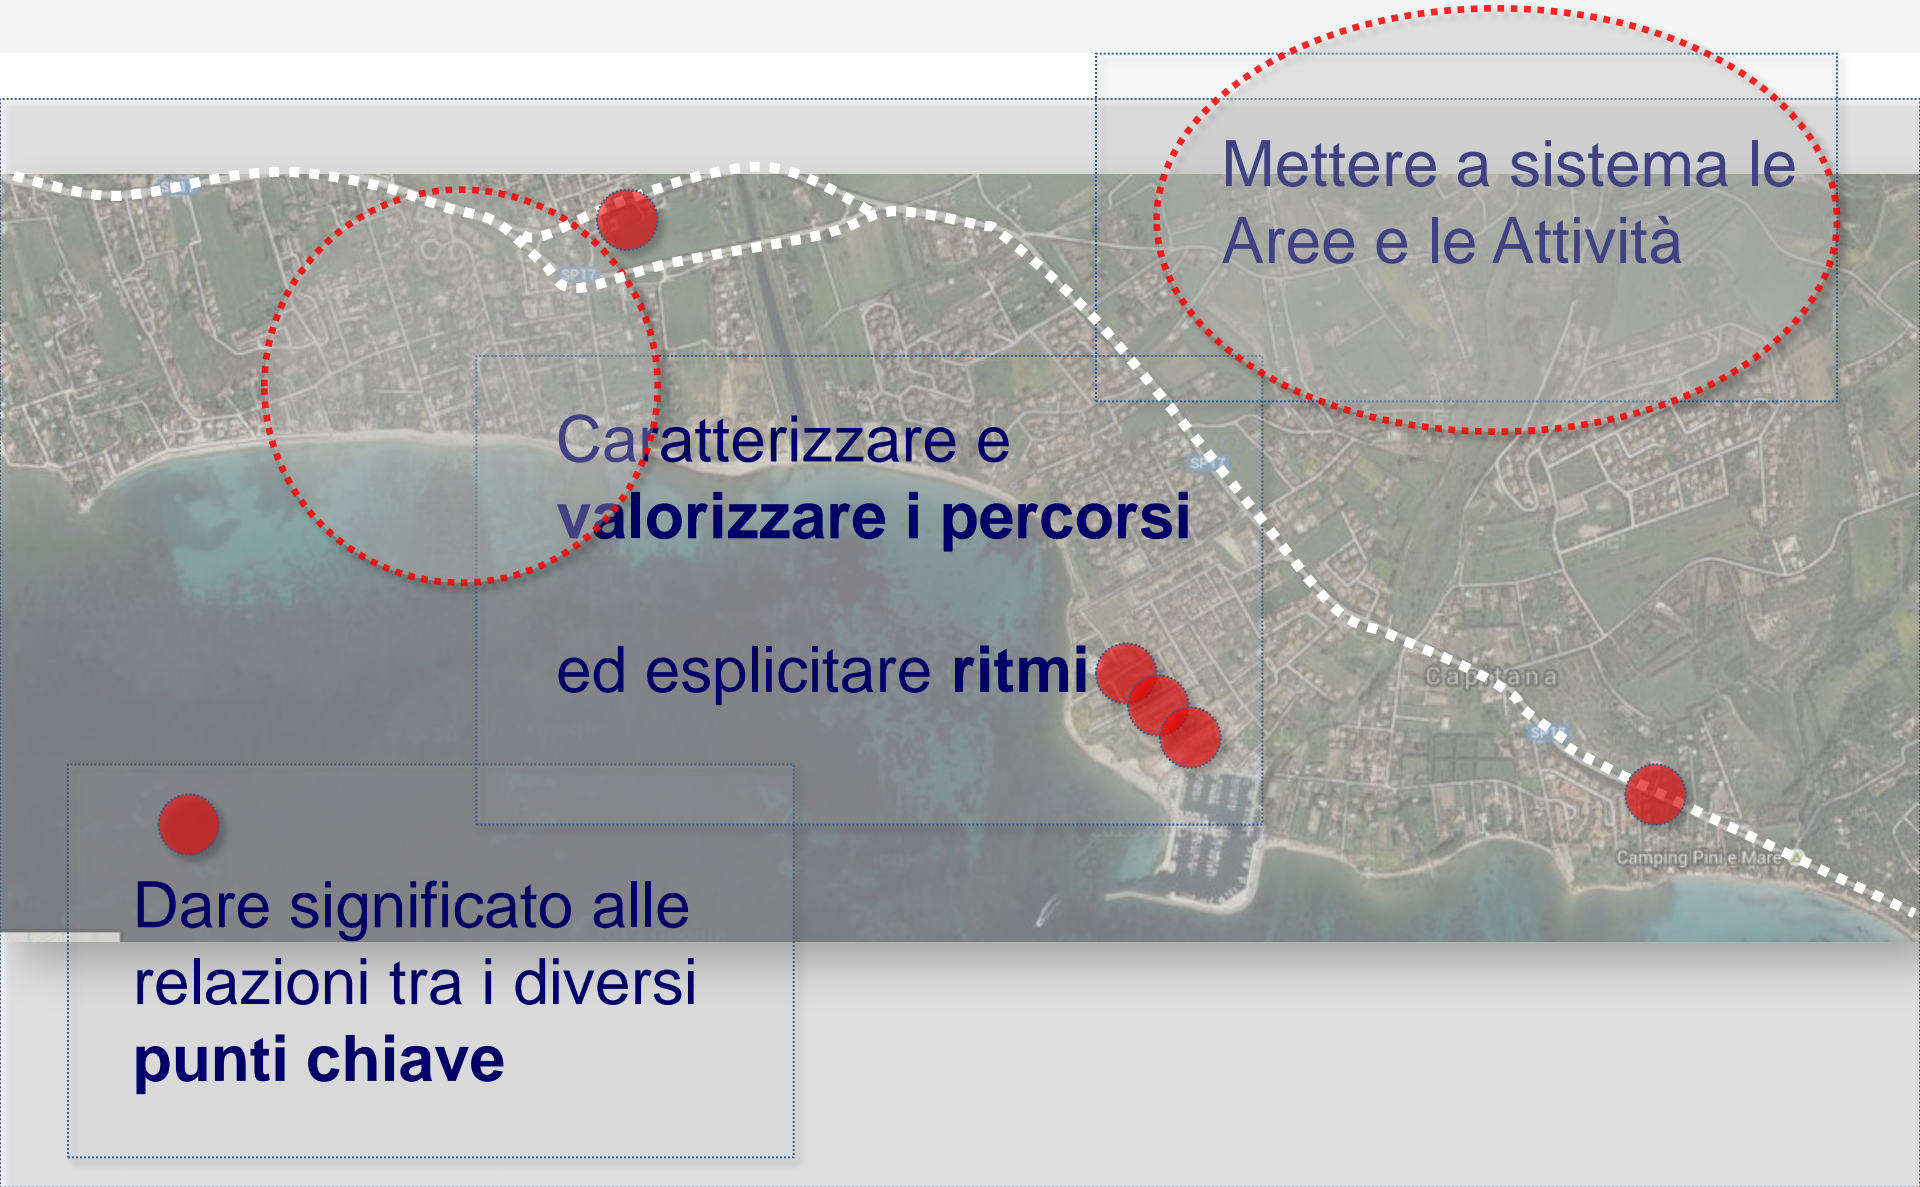 Mettere a sistema le
Aree e le Attività
SP17
SP17
Caratterizzare e
valorizzare i percorsi
SP17
ed esplicitare ritmi
Capitana
SP17
Camping Pini e Mare
Dare significato alle
relazioni tra i diversi
punti chiave